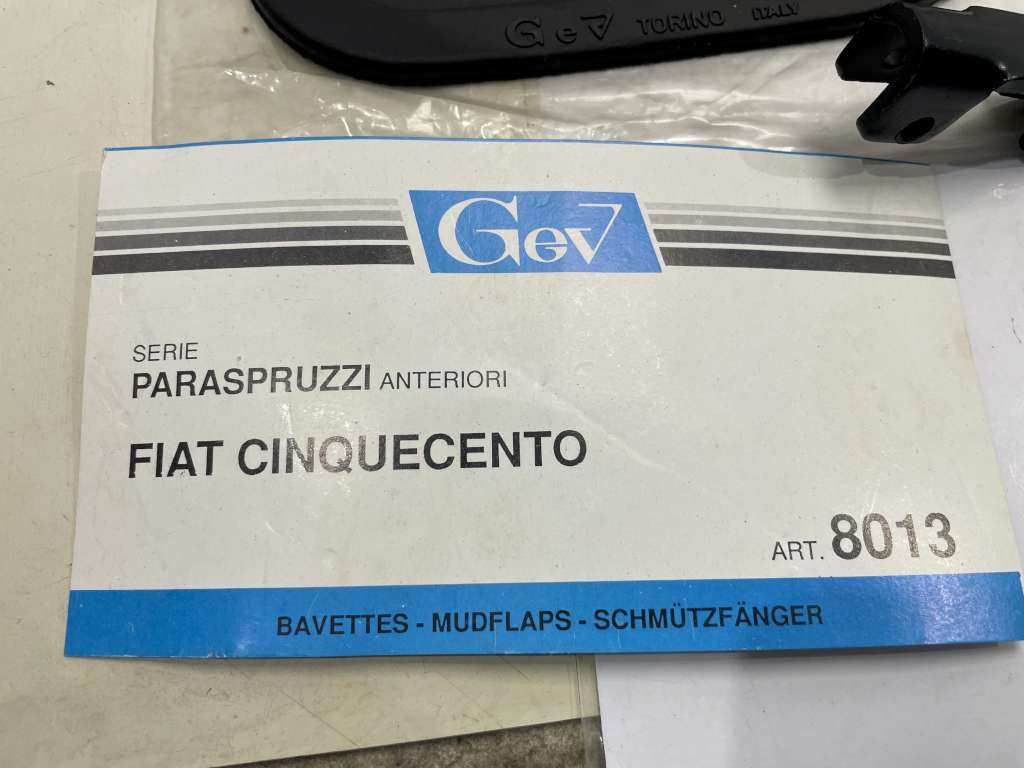 GeV TORINO ITALY
GeV
SERIE
PARASPRUZZI ANTERIORI
FIAT CINQUECENTO
ART. 8013
BAVETTES - MUDFLAPS - SCHMÜTZFÄNGER